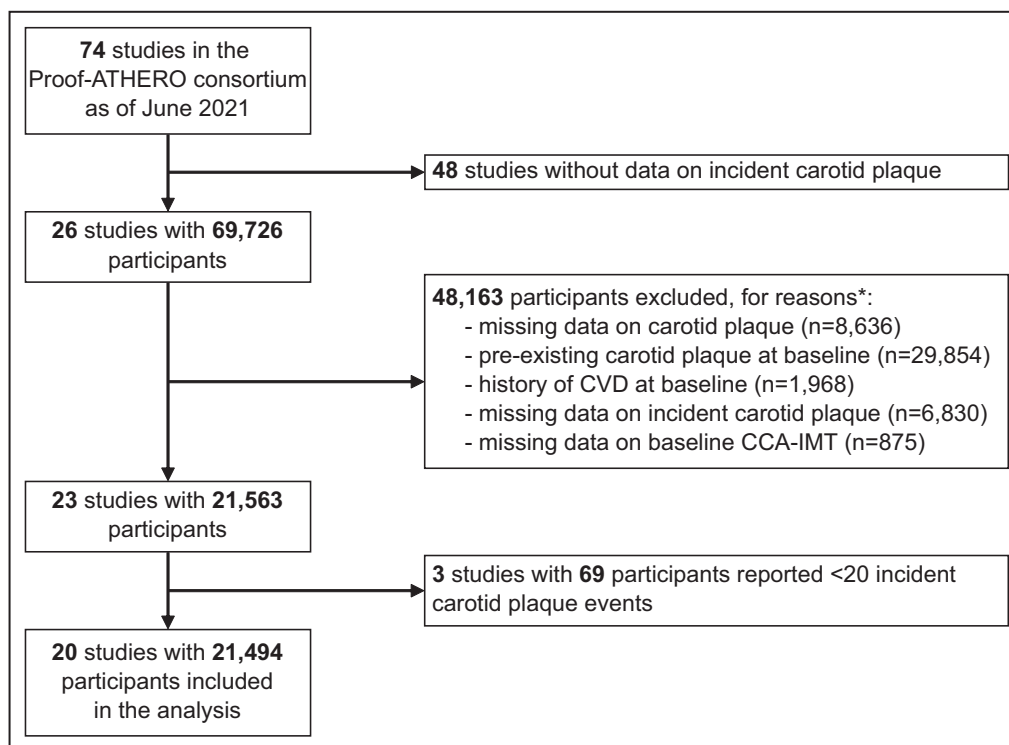 74 studies in the
Proof-ATHERO consortium
as of June 2021
48 studies without data on incident carotid plaque
26 studies with 69,726
participants
48,163 participants excluded, for reasons*:
- missing data on carotid plaque (n=8,636)
- pre-existing carotid plaque at baseline (n=29,854)
- history of CVD at baseline (n=1,968)
- missing data on incident carotid plaque (n=6,830)
- missing data on baseline CCA-IMT (n=875)
23 studies with 21,563
participants
3 studies with 69 participants reported <20 incident
carotid plaque events
20 studies with 21,494
participants included
in the analysis